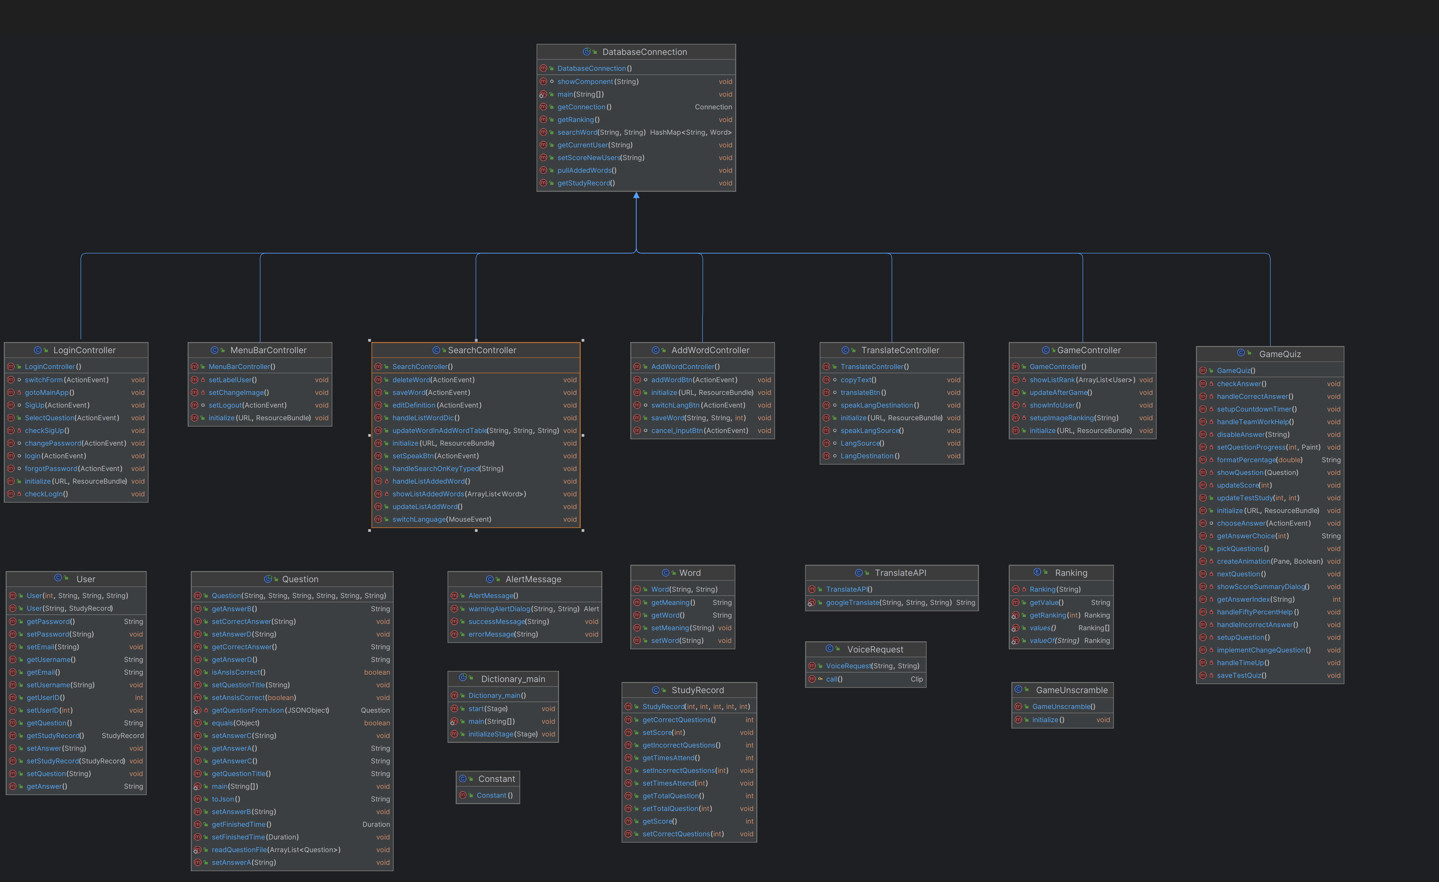 DatabaseConnection
DatabaseConnection()
showComponent(String) void
main(String[]) void
getConnection() Connection
getRanking() void
searchWord(String, String) HashMap<String, Word>
getCurrentUser(String) void
setScoreNewUsers(String) void
pullAddedWords() void
getStudyRecord() void
LoginController
LoginController()
switchForm(ActionEvent) void
gotoMainApp() void
SigUp(ActionEvent) void
SelectQuestion(ActionEvent) void
checkSigUp() void
changePassword(ActionEvent) void
login(ActionEvent) void
forgotPassword(ActionEvent) void
initialize(URL, ResourceBundle) void
checkLogIn() void
MenuBarController
MenuBarController()
setLabelUser() void
setChangeImage() void
setLogout(ActionEvent) void
initialize(URL, ResourceBundle) void
SearchController
SearchController()
deleteWord(ActionEvent) void
saveWord(ActionEvent) void
editDefinition (ActionEvent) void
handleListWordDic() void
updateWordInAddWordTable(String, String, String) void
initialize(URL, ResourceBundle) void
setSpeakBtn(ActionEvent) void
handleSearchOnKeyTyped(String) void
handleListAddedWord() void
showListAddedWords(ArrayList<Word>) void
updateListAddWord() void
switchLanguage(MouseEvent) void
AddWordController
AddWordController()
addWordBtn(ActionEvent) void
initialize(URL, ResourceBundle) void
switchLangBtn(ActionEvent) void
saveWord(String, String, int) void
cancel_inputBtn(ActionEvent) void
TranslateController
TranslateController()
copyText() void
translateBtn() void
speakLangDestination() void
initialize(URL, ResourceBundle) void
speakLangSource() void
LangSource() void
LangDestination() void
GameController
GameController()
showListRank(ArrayList<User>) void
updateAfterGame() void
showInfoUser() void
setupImageRanking(String) void
initialize(URL, ResourceBundle) void
GameQuiz
GameQuiz()
checkAnswer() void
handleCorrectAnswer() void
setupCountdownTimer() void
handleTeamWorkHelp() void
disableAnswer(String) void
setQuestionProgress(int, Paint) void
formatPercentage(double) String
showQuestion(Question) void
updateScore(int) void
updateTestStudy(int, int) void
initialize(URL, ResourceBundle) void
chooseAnswer(ActionEvent) void
getAnswerChoice(int) String
pickQuestions() void
createAnimation(Pane, Boolean) void
nextQuestion() void
showScoreSummaryDialog() void
getAnswerIndex(String) int
handleFiftyPercentHelp() void
handleIncorrectAnswer() void
setupQuestion() void
implementChangeQuestion() void
handleTimeUp() void
saveTestQuiz() void
User
User(int, String, String, String)
User(String, StudyRecord)
getPassword() String
setPassword(String) void
setEmail(String) void
getUsername() String
getEmail() String
setUsername(String) void
getUserID() int
setUserID(int) void
getQuestion() String
getStudyRecord() StudyRecord
setAnswer(String) void
setStudyRecord(StudyRecord) void
setQuestion(String) void
getAnswer() String
Question
Question(String, String, String, String, String, String)
getAnswerB() String
setCorrectAnswer(String) void
setAnswerD(String) void
getCorrectAnswer() String
getAnswerD() String
isAnsIsCorrect() boolean
setQuestionTitle(String) void
setAnsIsCorrect(boolean) void
getQuestionFromJson(JSONObject) Question
equals(Object) boolean
setAnswerC(String) void
getAnswerA() String
getAnswerC() String
getQuestionTitle() String
main(String[]) void
toJson() String
setAnswerB(String) void
getFinishedTime() Duration
setFinishedTime(Duration) void
readQuestionFile(ArrayList<Question>) void
setAnswerA(String) void
AlertMessage
AlertMessage()
warningAlertDialog(String, String) Alert
successMessage(String) void
errorMessage(String) void
Dictionary_main
Dictionary_main()
start(Stage) void
main(String[]) void
initializeStage(Stage) void
Constant
Constant()
Word
Word(String, String)
getMeaning() String
getWord() String
setMeaning(String) void
setWord(String) void
StudyRecord
StudyRecord(int, int, int, int, int)
getCorrectQuestions() int
setScore(int) void
getIncorrectQuestions() int
getTimesAttend() int
setIncorrectQuestions(int) void
setTimesAttend(int) void
getTotalQuestion() int
setTotalQuestion(int) void
getScore() int
setCorrectQuestions(int) void
TranslateAPI
TranslateAPI()
googleTranslate(String, String, String) String
VoiceRequest
VoiceRequest(String, String)
call() Clip
Ranking
Ranking(String)
getValue() String
getRanking(int) Ranking
values() Ranking[]
valueOf(String) Ranking
GameUnscramble
GameUnscramble()
initialize() void